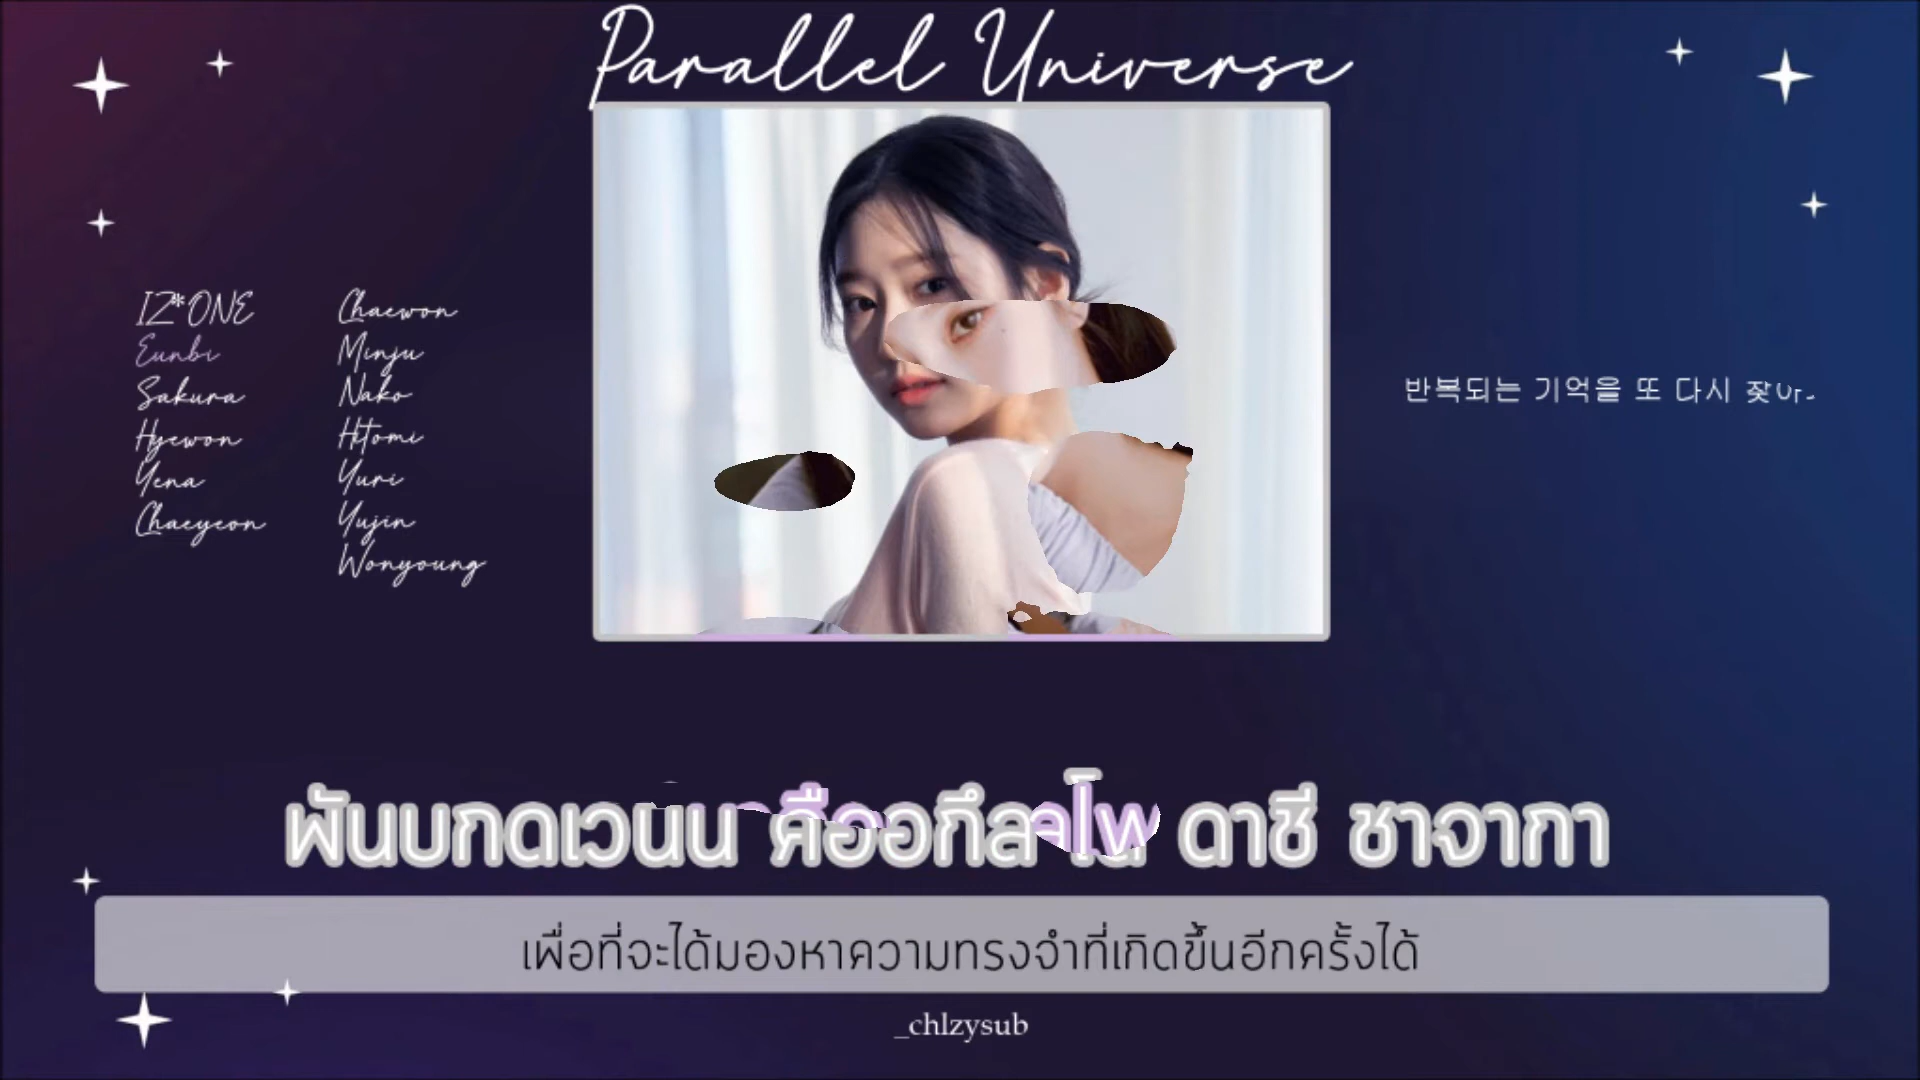 Parallel Universe
IZ*ONE
Eunbi
Sakura
Hyewon
Yena
Chaeyeon
Chaewon
Minju
Nako
Hitomi
Yuri
Yujin
Wonyoung
반복되는 기억을 또 다시
ดาชี ชาจากา
เพื่อที่จะได้มองหาความทรงจำที่เกิดขึ้นอีกครั้งได้
_chlzysub